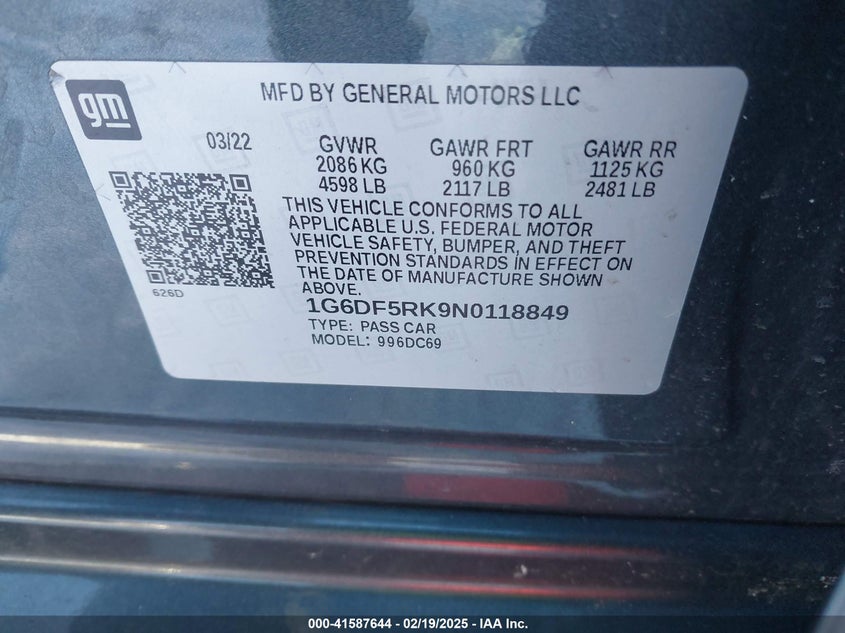 gm
MFD BY GENERAL MOTORS LLC
03/22
GVWR
2086 KG
4598 LB
GAWR FRT
960 KG
2117 LB
GAWR RR
1125 KG
2481 LB
THIS VEHICLE CONFORMS TO ALL
APPLICABLE U.S. FEDERAL MOTOR
VEHICLE SAFETY, BUMPER, AND THEFT
PREVENTION STANDARDS IN EFFECT ON
THE DATE OF MANUFACTURE SHOWN
ABOVE.
626D
1G6DF5RK9N0118849
TYPE: PASS CAR
MODEL: 996DC69
000-41587644 - 02/19/2025 - IAA Inc.